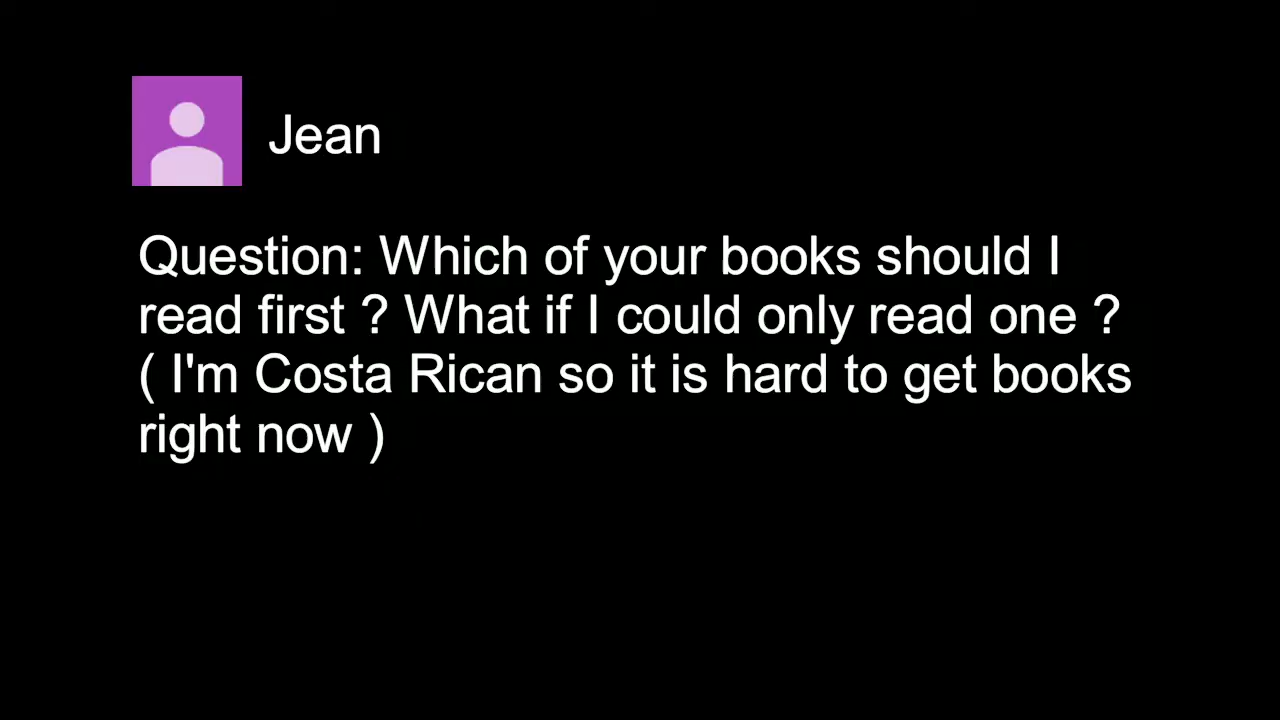 Jean
Question: Which of your books should I
read first ? What if I could only read one ?
( I'm Costa Rican so it is hard to get books
right now )